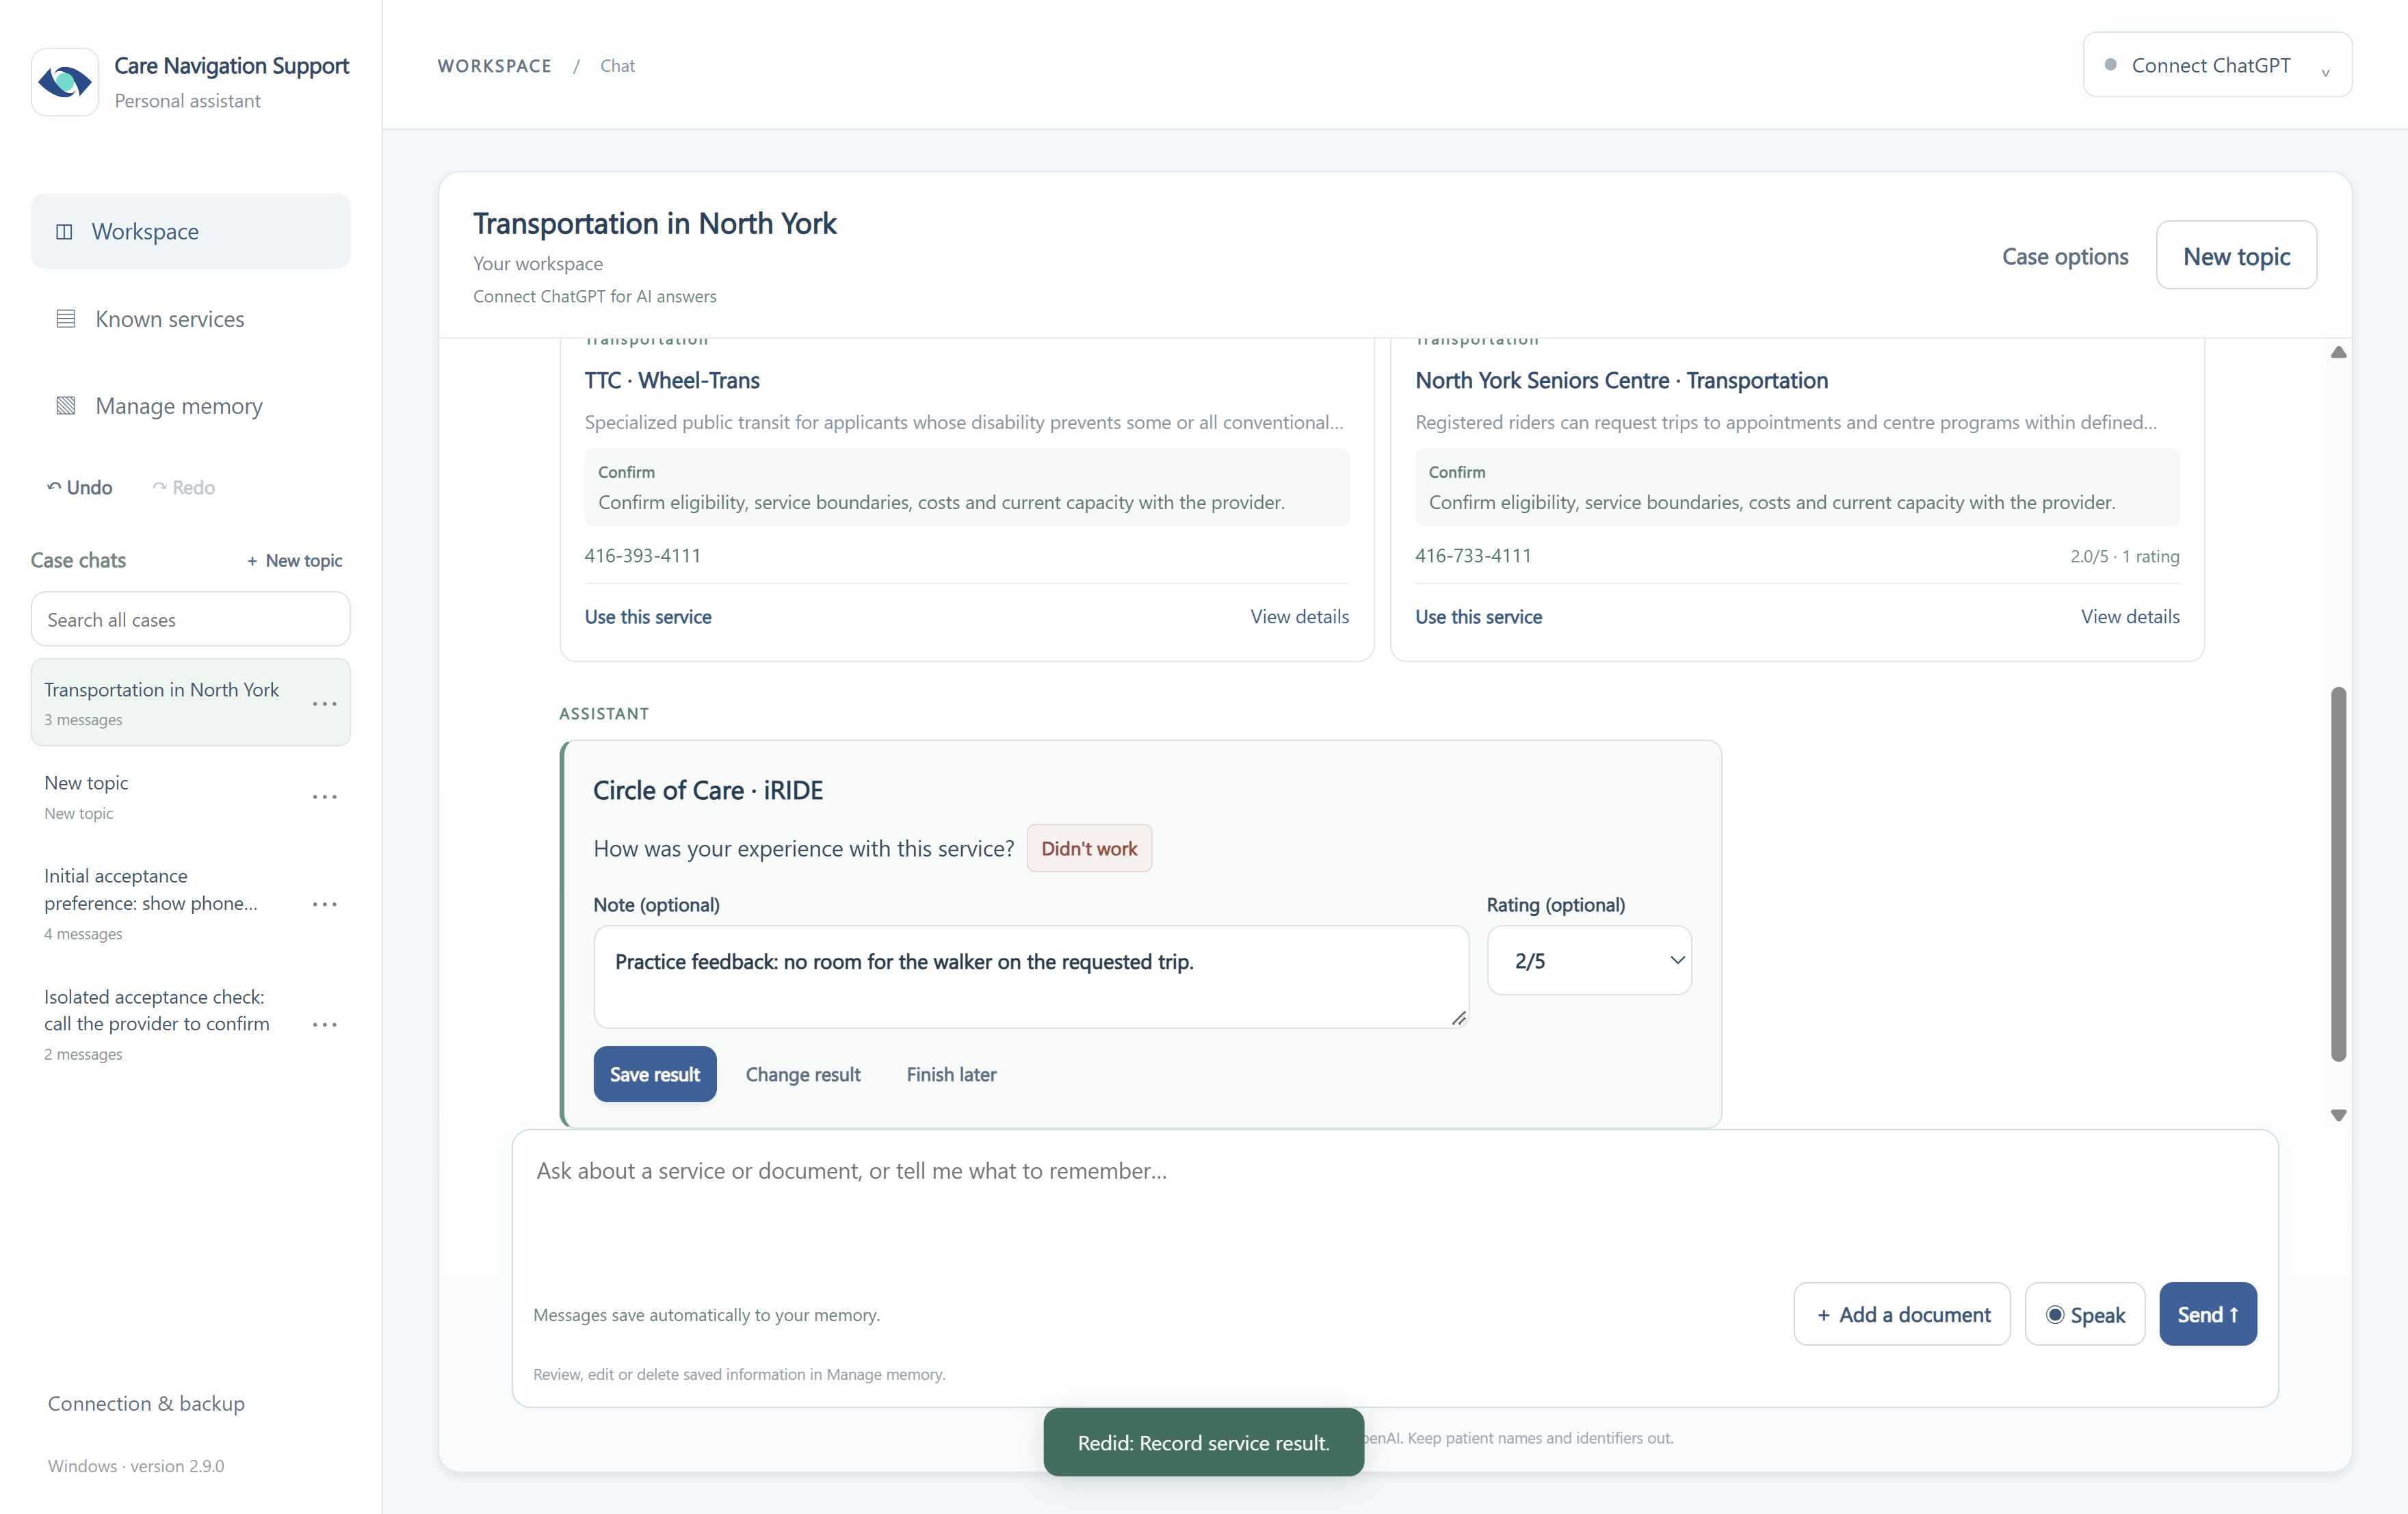 Care Navigation Support
Personal assistant
Workspace
Known services
Manage memory
Undo
Redo
Case chats
+ New topic
Search all cases
Transportation in North York
3 messages
New topic
New topic
Initial acceptance
preference: show phone...
4 messages
Isolated acceptance check:
call the provider to confirm
2 messages
Connection & backup
Windows · version 2.9.0
WORKSPACE / Chat
Connect ChatGPT
Transportation in North York
Your workspace
Connect ChatGPT for AI answers
Case options
New topic
Transportation
TTC · Wheel-Trans
Specialized public transit for applicants whose disability prevents some or all conventional...
Confirm
Confirm eligibility, service boundaries, costs and current capacity with the provider.
416-393-4111
Use this service
View details
Transportation
North York Seniors Centre · Transportation
Registered riders can request trips to appointments and centre programs within defined...
Confirm
Confirm eligibility, service boundaries, costs and current capacity with the provider.
416-733-4111
2.0/5 · 1 rating
Use this service
View details
ASSISTANT
Circle of Care · iRIDE
How was your experience with this service?
Didn't work
Note (optional)
Rating (optional)
Practice feedback: no room for the walker on the requested trip.
2/5
Save result
Change result
Finish later
Ask about a service or document, or tell me what to remember...
Messages save automatically to your memory.
+ Add a document
Speak
Send ↑
Review, edit or delete saved information in Manage memory.
Redid: Record service result.
Keep patient names and identifiers out.